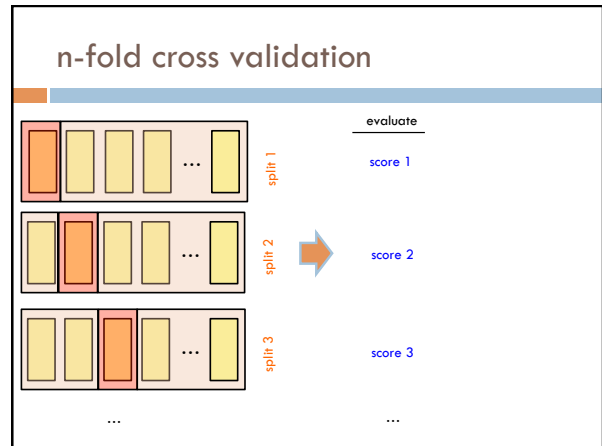 n-fold cross validation
evaluate
...
split 1
score 1
...
split 2
score 2
...
split 3
score 3
...
...